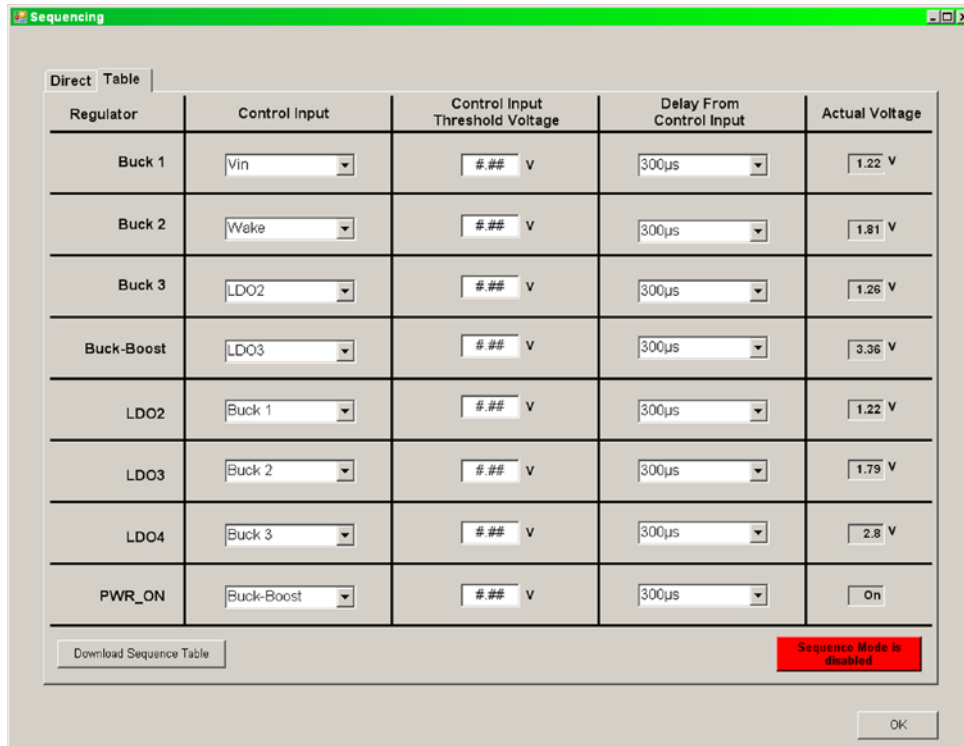 Sequencing
Direct Table
Regulator Control Input Control Input Threshold Voltage Delay From Control Input Actual Voltage
Buck 1 Vin #.## V 300µs 1.22 V
Buck 2 Wake #.## V 300µs 1.81 V
Buck 3 LDO2 #.## V 300µs 1.26 V
Buck-Boost LDO3 #.## V 300µs 3.36 V
LDO2 Buck 1 #.## V 300µs 1.22 V
LDO3 Buck 2 #.## V 300µs 1.79 V
LDO4 Buck 3 #.## V 300µs 2.8 V
PWR_ON Buck-Boost #.## V 300µs On
Download Sequence Table
Sequence Mode is
disabled
OK